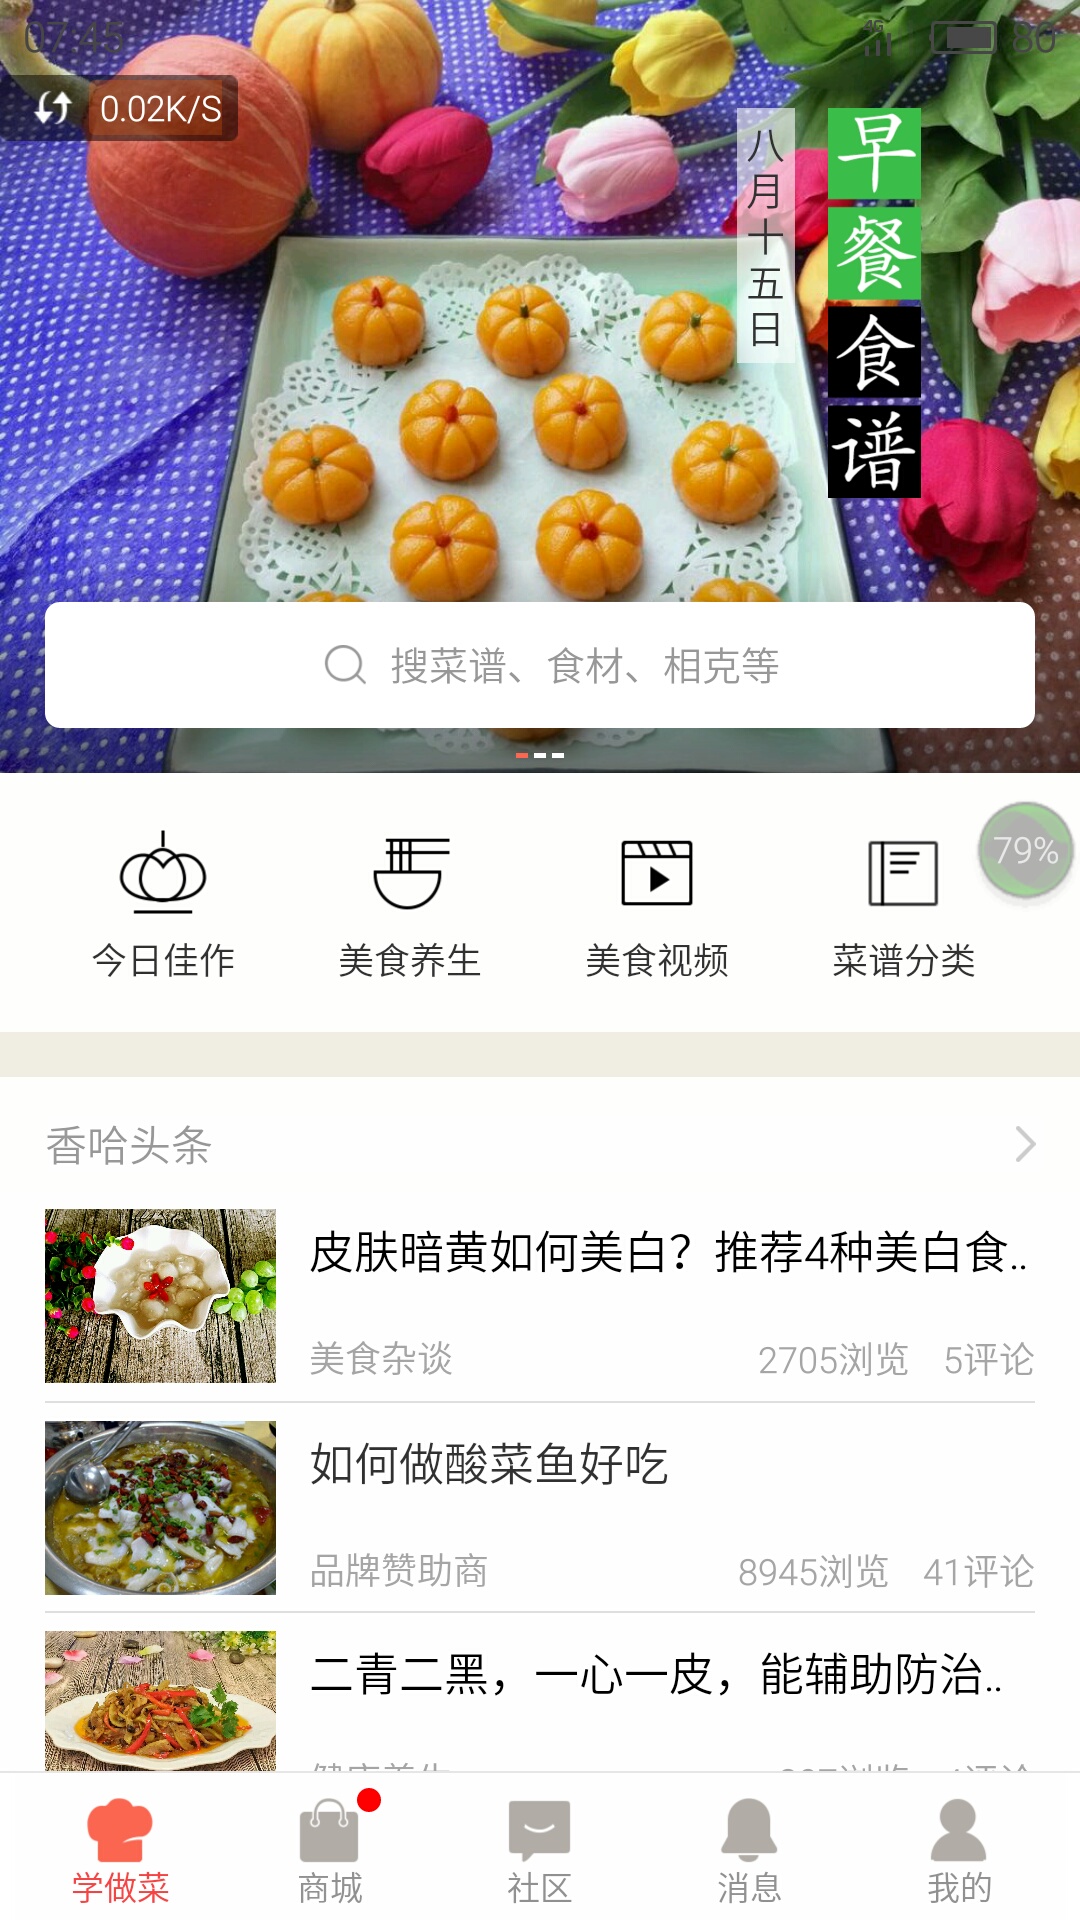 07:45
4G
80
0.02K/S
八月十五日
早餐食谱
搜菜谱、食材、相克等
79%
今日佳作
美食养生
美食视频
菜谱分类
香哈头条
皮肤暗黄如何美白？推荐4种美白食..
美食杂谈 2705浏览 5评论
如何做酸菜鱼好吃
品牌赞助商 8945浏览 41评论
二青二黑，一心一皮，能辅助防治..
学做菜
商城
社区
消息
我的